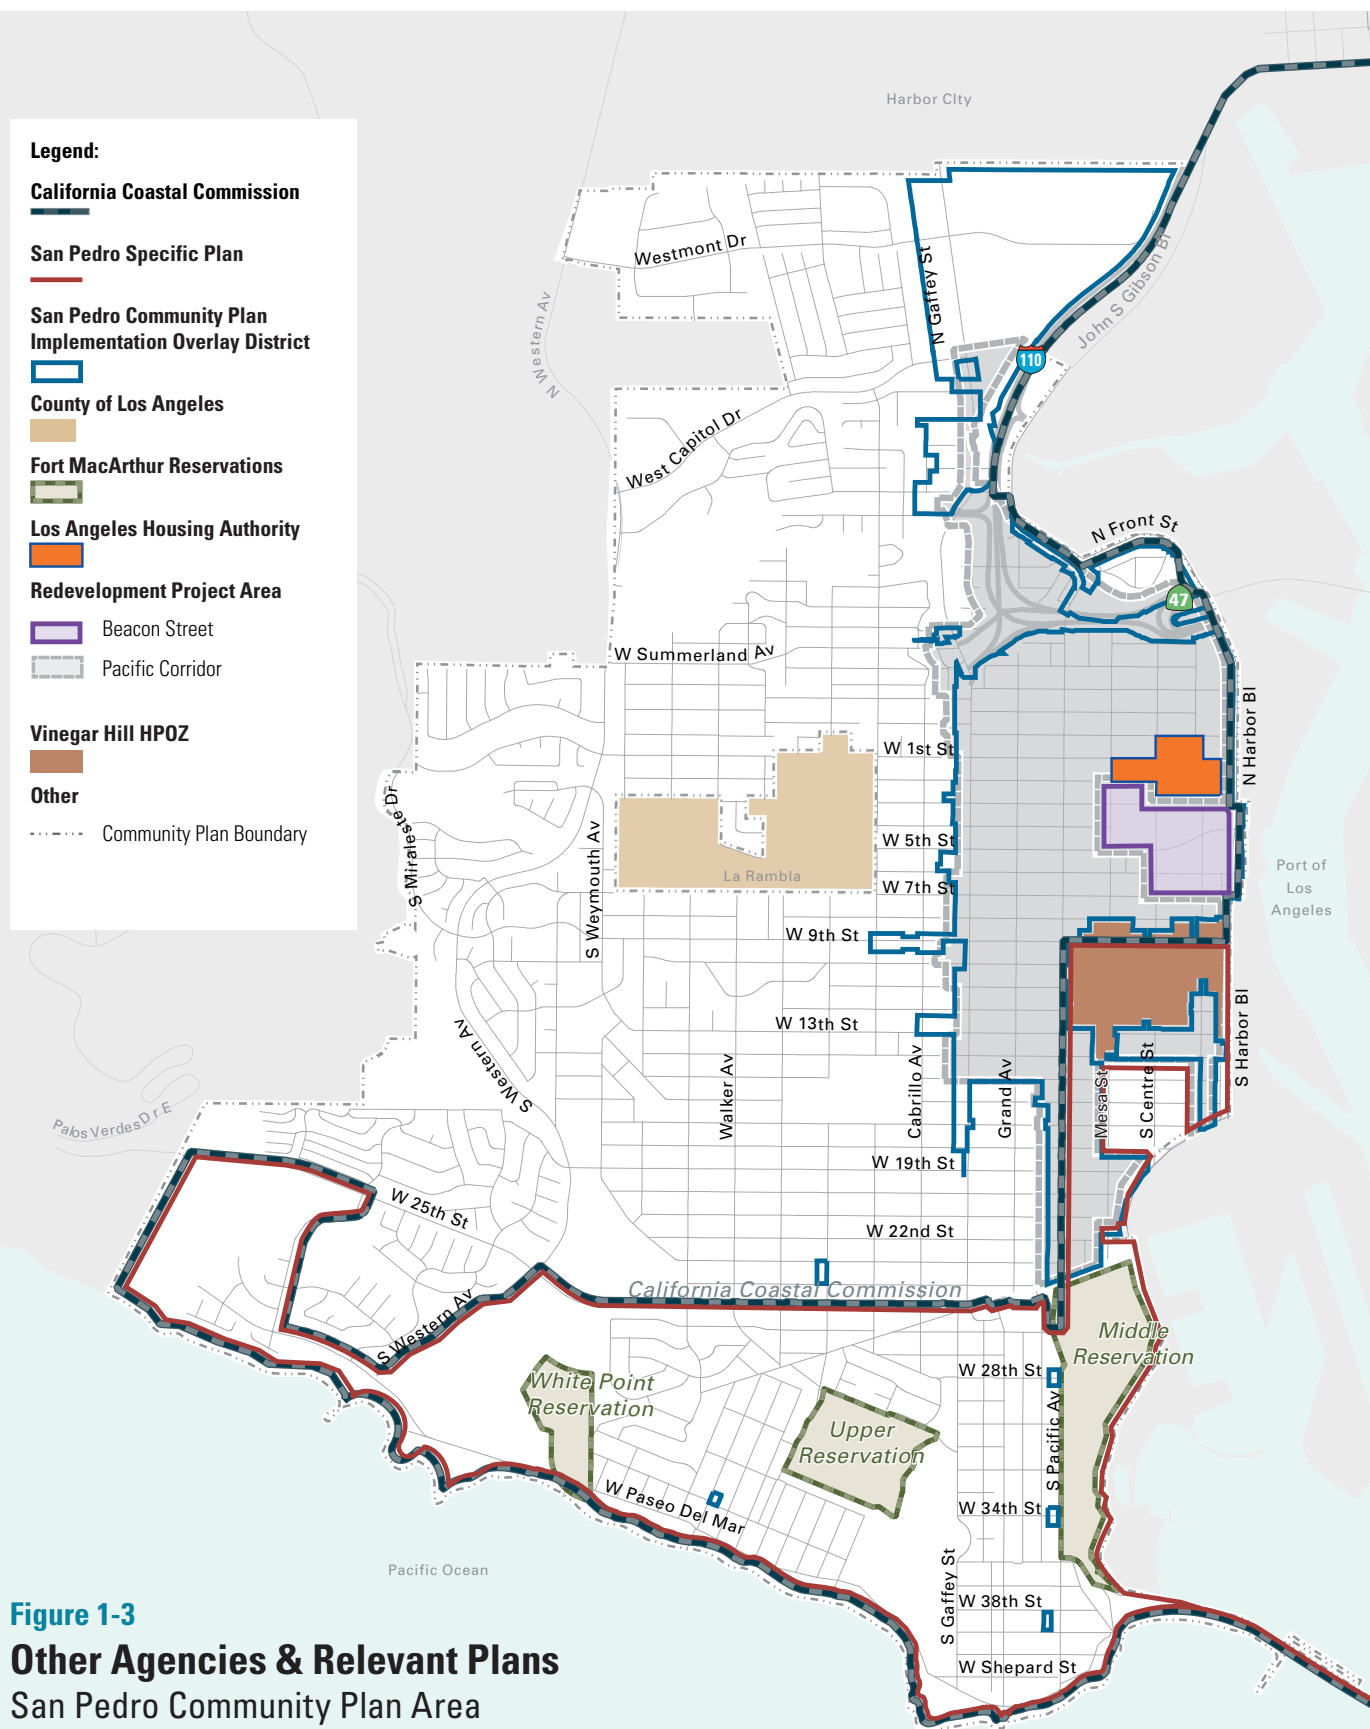 Legend:
California Coastal Commission
San Pedro Specific Plan
San Pedro Community Plan
Implementation Overlay District
County of Los Angeles
Fort MacArthur Reservations
Los Angeles Housing Authority
Redevelopment Project Area
Beacon Street
Pacific Corridor
Vinegar Hill HPOZ
Other
Community Plan Boundary
Harbor CIty
Westmont Dr
N Gaffey St
John S Gibson Bl
N Western Av
110
West Capitol Dr
N Front St
47
W Summerland Av
N Harbor Bl
W 1st St
S Miraleste Dr
S Weymouth Av
W 5th St
La Rambla
W 7th St
Port of
Los
Angeles
W 9th St
W 13th St
S Western Av
Walker Av
Cabrillo Av
Grand Av
Mesa St
S Centre St
S Harbor Bl
Palos Verdes Dr E
W 19th St
W 25th St
W 22nd St
California Coastal Commission
S Western Av
Middle
Reservation
W 28th St
White Point
Reservation
Upper
Reservation
S Pacific Av
W Paseo Del Mar
W 34th St
Pacific Ocean
S Gaffey St
W 38th St
W Shepard St
Figure 1-3
Other Agencies & Relevant Plans
San Pedro Community Plan Area